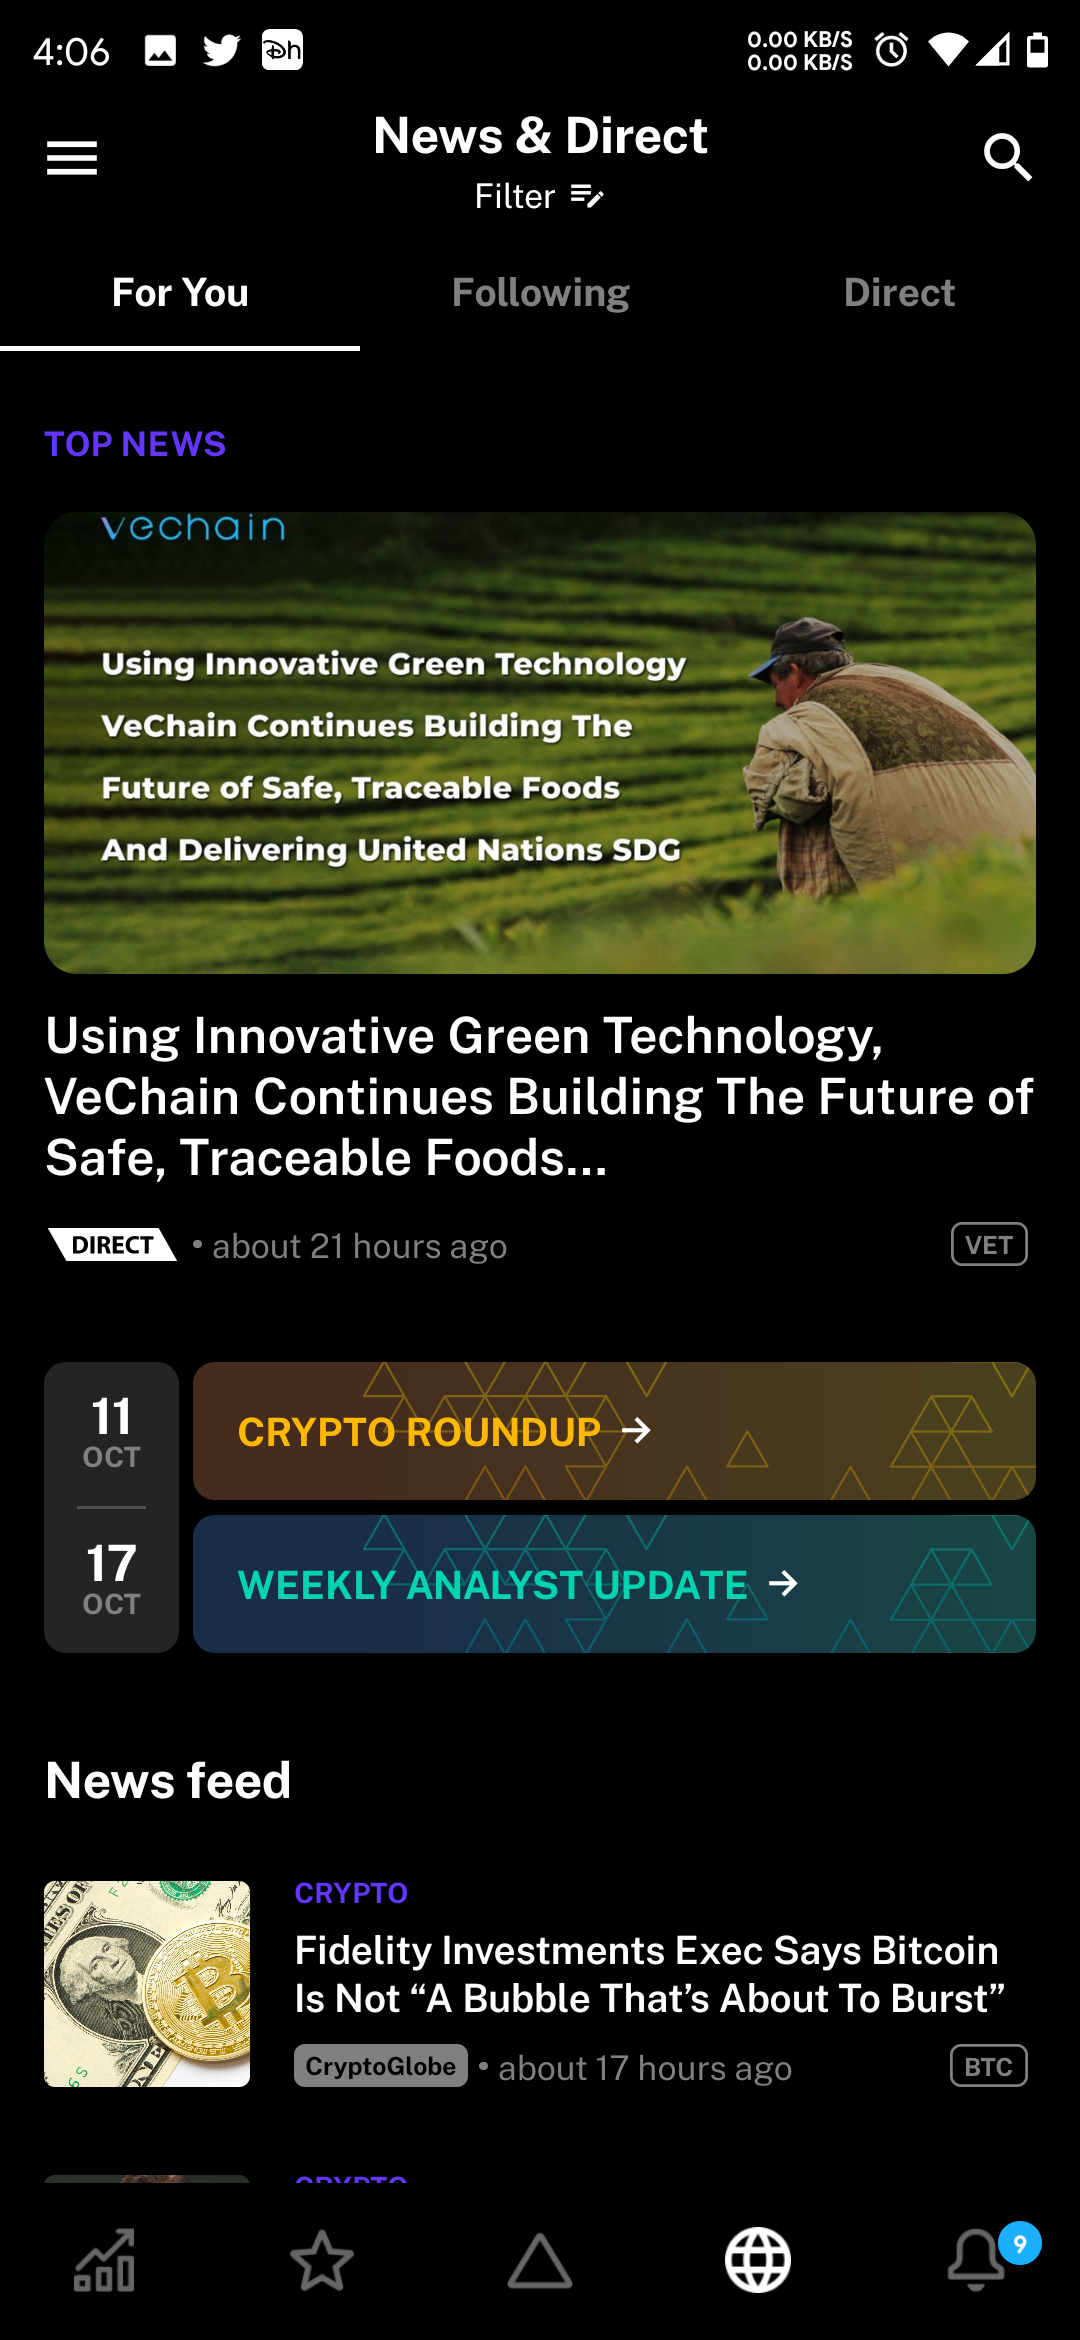 4:06
Dh
0.00 KB/S
0.00 KB/S
News & Direct
Filter
For You
Following
Direct
TOP NEWS
vechain
Using Innovative Green Technology
VeChain Continues Building The
Future of Safe, Traceable Foods
And Delivering United Nations SDG
Using Innovative Green Technology,
VeChain Continues Building The Future of
Safe, Traceable Foods...
DIRECT • about 21 hours ago
VET
11
OCT
CRYPTO ROUNDUP →
17
OCT
WEEKLY ANALYST UPDATE →
News feed
CRYPTO
Fidelity Investments Exec Says Bitcoin
Is Not “A Bubble That’s About To Burst”
CryptoGlobe • about 17 hours ago
BTC
CRYPTO
9